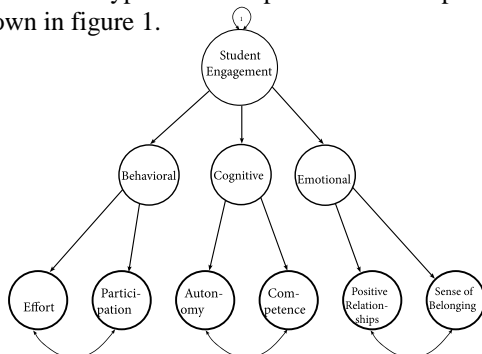 own in figure 1.
1
Student
Engagement
Behavioral
Cognitive
Emotional
Effort
Partici-
pation
Auton-
omy
Com-
petence
Positive
Relation-
ships
Sense of
Belonging